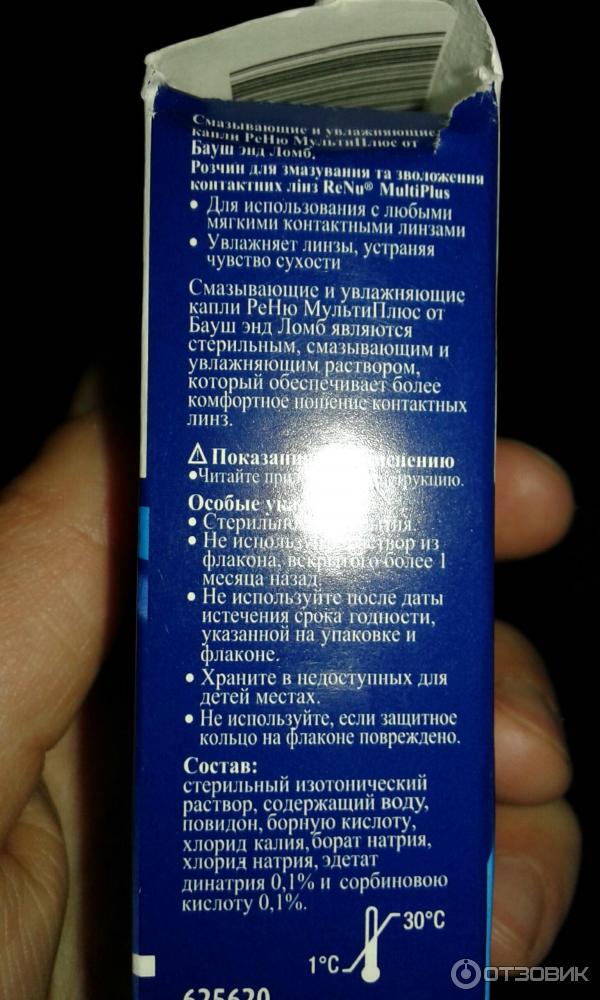 Смазывающие и увлажняющие
капли РеНю МультиПлюс от
Бауш энд Ломб.
Розчин для змазування та зволоження
контактних лінз ReNu® MultiPlus
• Для использования с любыми
мягкими контактными линзами
• Увлажняет линзы, устраняя
чувство сухости
Смазывающие и увлажняющие
капли РеНю МультиПлюс от
Бауш энд Ломб являются
стерильным, смазывающим и
увлажняющим раствором,
который обеспечивает более
комфортное ношение контактных
линз.
•Читайте
Особые
•
• Не из
флакона, вскрытого более 1
месяца назад.
• Не используйте после даты
истечения срока годности,
указанной на упаковке и
флаконе.
• Храните в недоступных для
детей местах.
• Не используйте, если защитное
кольцо на флаконе повреждено.
Состав:
стерильный изотонический
раствор, содержащий воду,
повидон, борную кислоту,
хлорид калия, борат натрия,
хлорид натрия, эдетат
динатрия 0,1% и сорбиновою
кислоту 0,1%.
30°C
1°C
625620
ОТЗОВИК